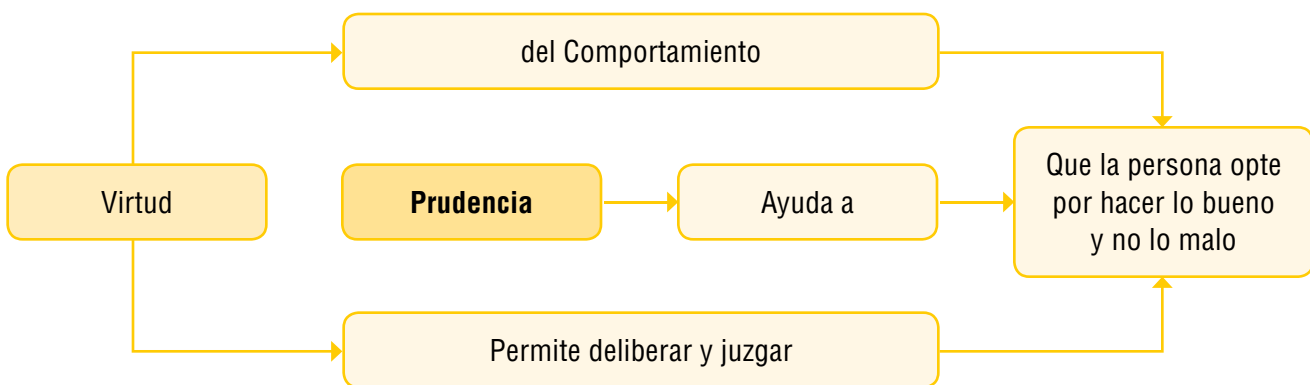 del Comportamiento
Virtud
Prudencia
Ayuda a
Que la persona opte
por hacer lo bueno
y no lo malo
Permite deliberar y juzgar